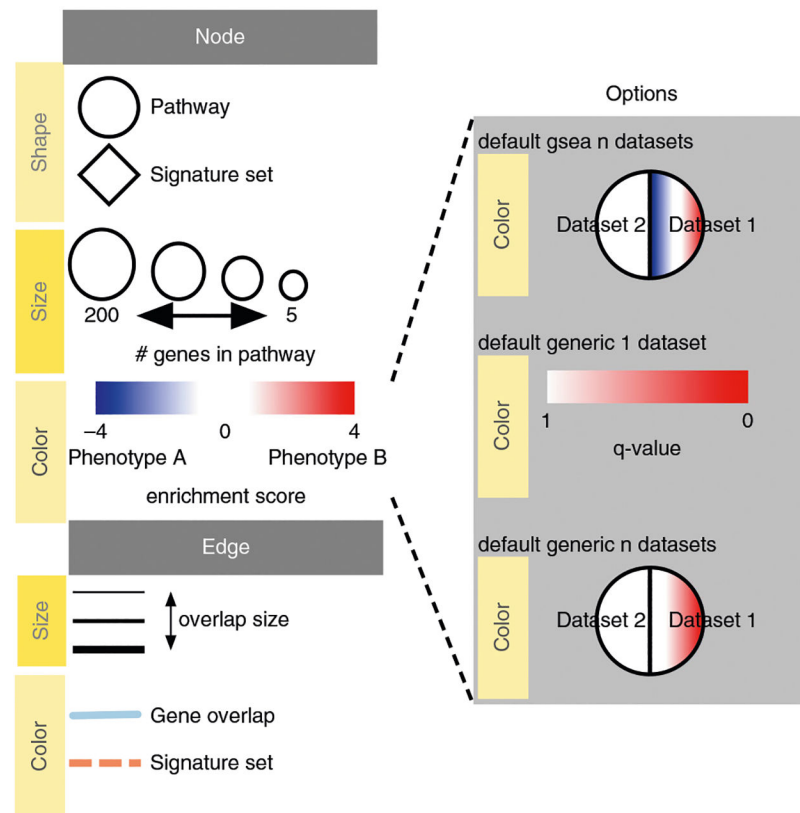 Node
Shape
Pathway
Signature set
Size
200 5
# genes in pathway
Color
–4 0 4
Phenotype A Phenotype B
enrichment score
Edge
Size
overlap size
Color
Gene overlap
Signature set
Options
default gsea n datasets
Color
Dataset 2 Dataset 1
default generic 1 dataset
Color
1 0
q-value
default generic n datasets
Color
Dataset 2 Dataset 1